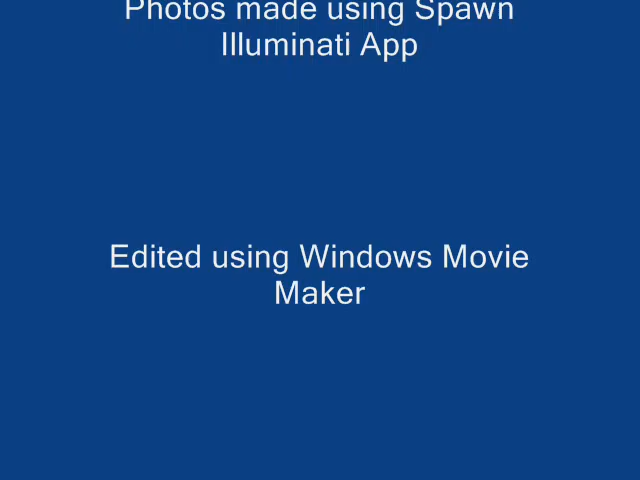 Photos made using Spawn
Illuminati App
Edited using Windows Movie
Maker